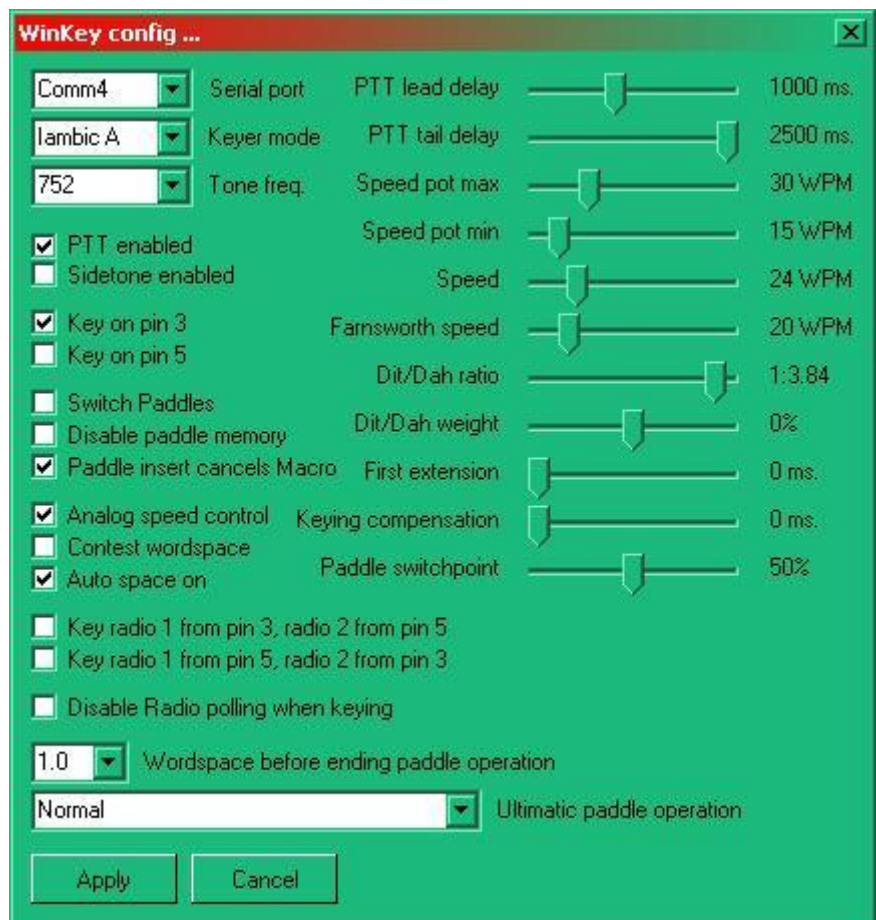 WinKey config ...
Comm4 Serial port PTT lead delay 1000 ms.
Iambic A Keyer mode PTT tail delay 2500 ms.
752 Tone freq. Speed pot max 30 WPM
Speed pot min 15 WPM
PTT enabled
Sidetone enabled Speed 24 WPM
Key on pin 3 Farnsworth speed 20 WPM
Key on pin 5
Dit/Dah ratio 1:3.84
Switch Paddles
Disable paddle memory Dit/Dah weight 0%
Paddle insert cancels Macro First extension 0 ms.
Analog speed control Keying compensation 0 ms.
Contest wordspace
Auto space on Paddle switchpoint 50%
Key radio 1 from pin 3, radio 2 from pin 5
Key radio 1 from pin 5, radio 2 from pin 3
Disable Radio polling when keying
1.0 Wordspace before ending paddle operation
Normal Ultimatic paddle operation
Apply Cancel